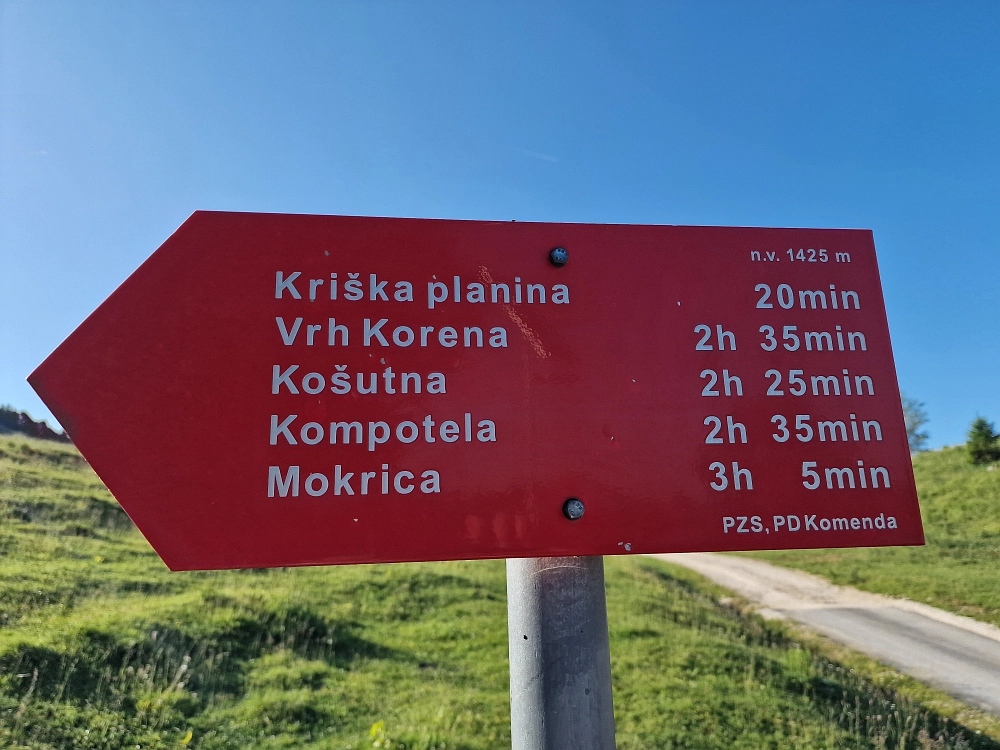 n.v. 1425 m
Kriška planina 20min
Vrh Korena 2h 35min
Košutna 2h 25min
Kompotela 2h 35min
Mokrica 3h 5min
PZS, PD Komenda